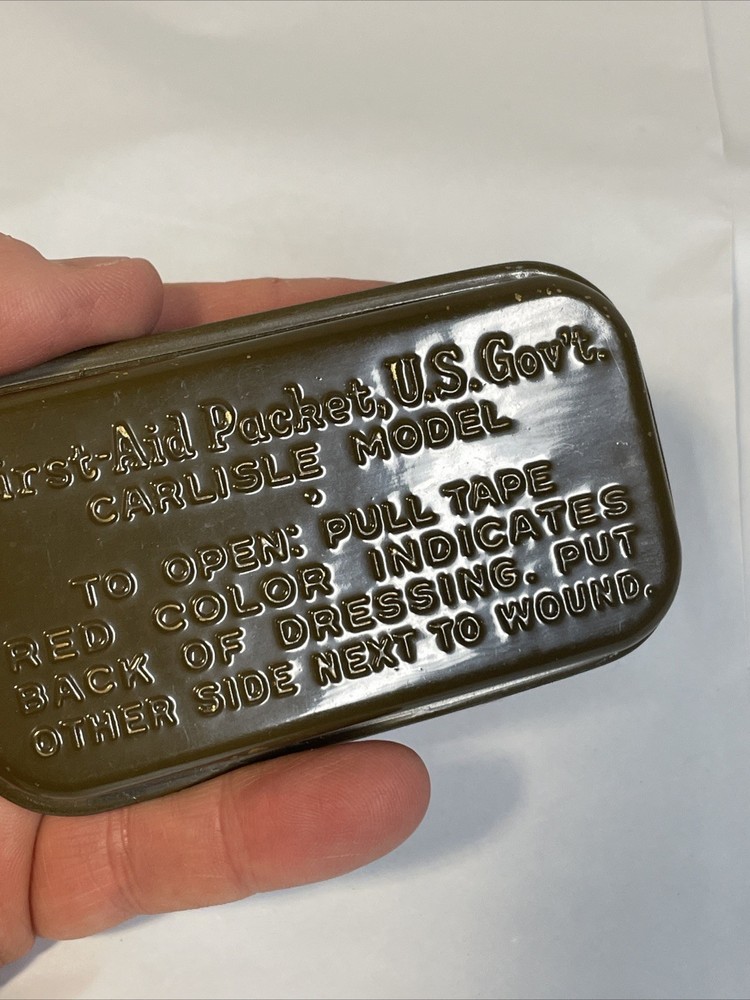 irst-Aid Packet, U.S. Gov't.
CARLISLE MODEL
TO OPEN: PULL TAPE
RED COLOR INDICATES
BACK OF DRESSING. PUT
OTHER SIDE NEXT TO WOUND.